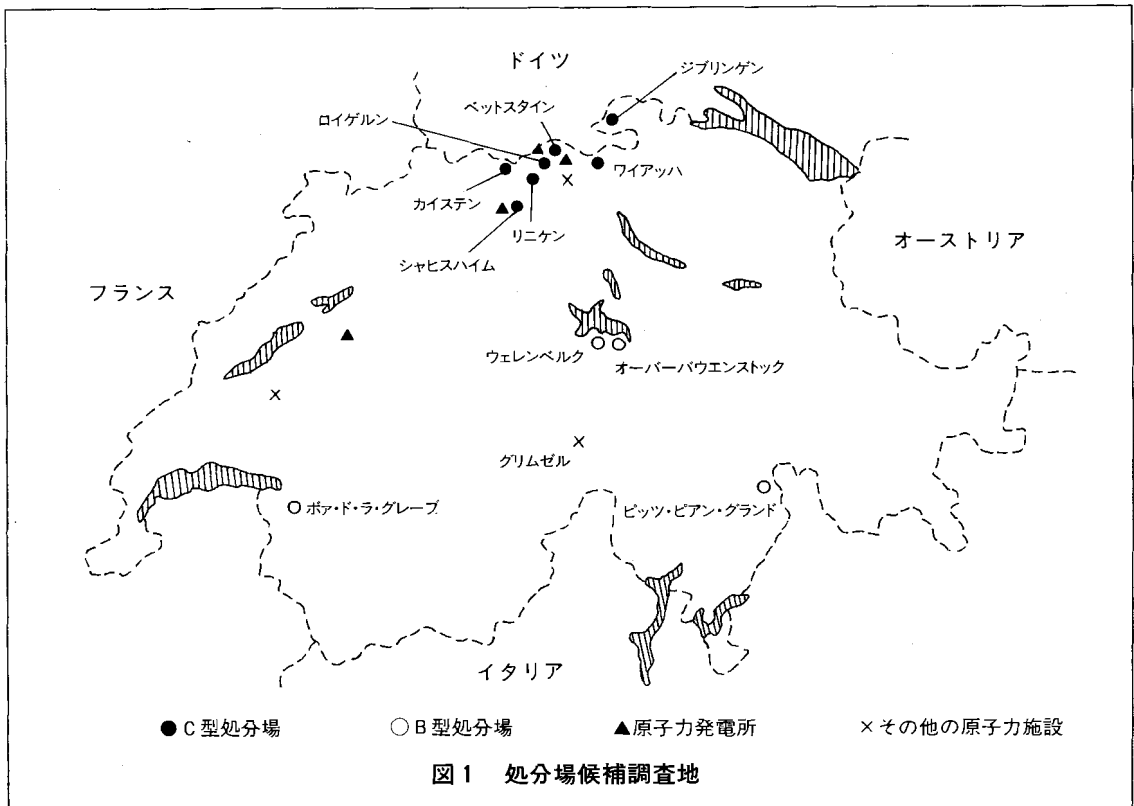 ドイツ
ジブリンゲン
ベットスタイン
ロイゲルン
ワイアッハ
カイステン
リニケン
オーストリア
シャヒスハイム
フランス
ウェレンベルク
オーバーバウエンストック
グリムゼル
ボァ・ド・ラ・グレーブ
ピッツ・ピアン・グランド
イタリア
●C型処分場 ○B型処分場 ▲原子力発電所 ×その他の原子力施設
図1 処分場候補調査地